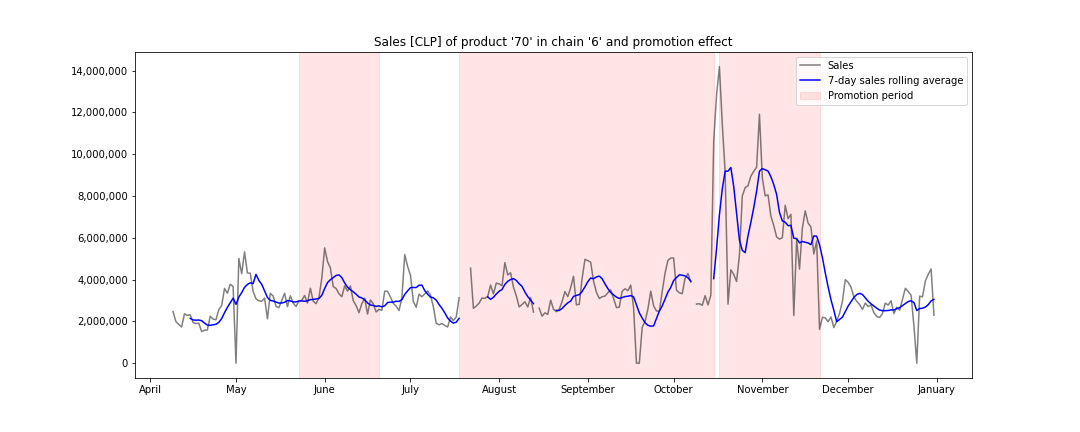 Sales [CLP] of product '70' in chain '6' and promotion effect
14,000,000
12,000,000
10,000,000
8,000,000
6,000,000
4,000,000
2,000,000
0
Sales
7-day sales rolling average
Promotion period
April May June July August September October November December January